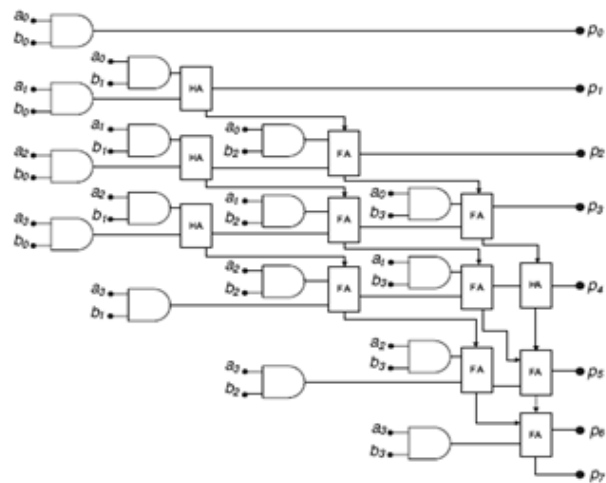 a₀ b₀ p₀
a₀ b₁ HA p₁
a₁ b₀
a₁ b₁ HA a₀ b₂ FA p₂
a₂ b₀
a₂ b₁ HA a₁ b₂ FA a₀ b₃ FA p₃
a₃ b₀
a₂ b₂ FA a₁ b₃ FA HA p₄
a₃ b₁
a₂ b₃ FA FA p₅
a₃ b₂
a₃ b₃ FA p₆
p₇